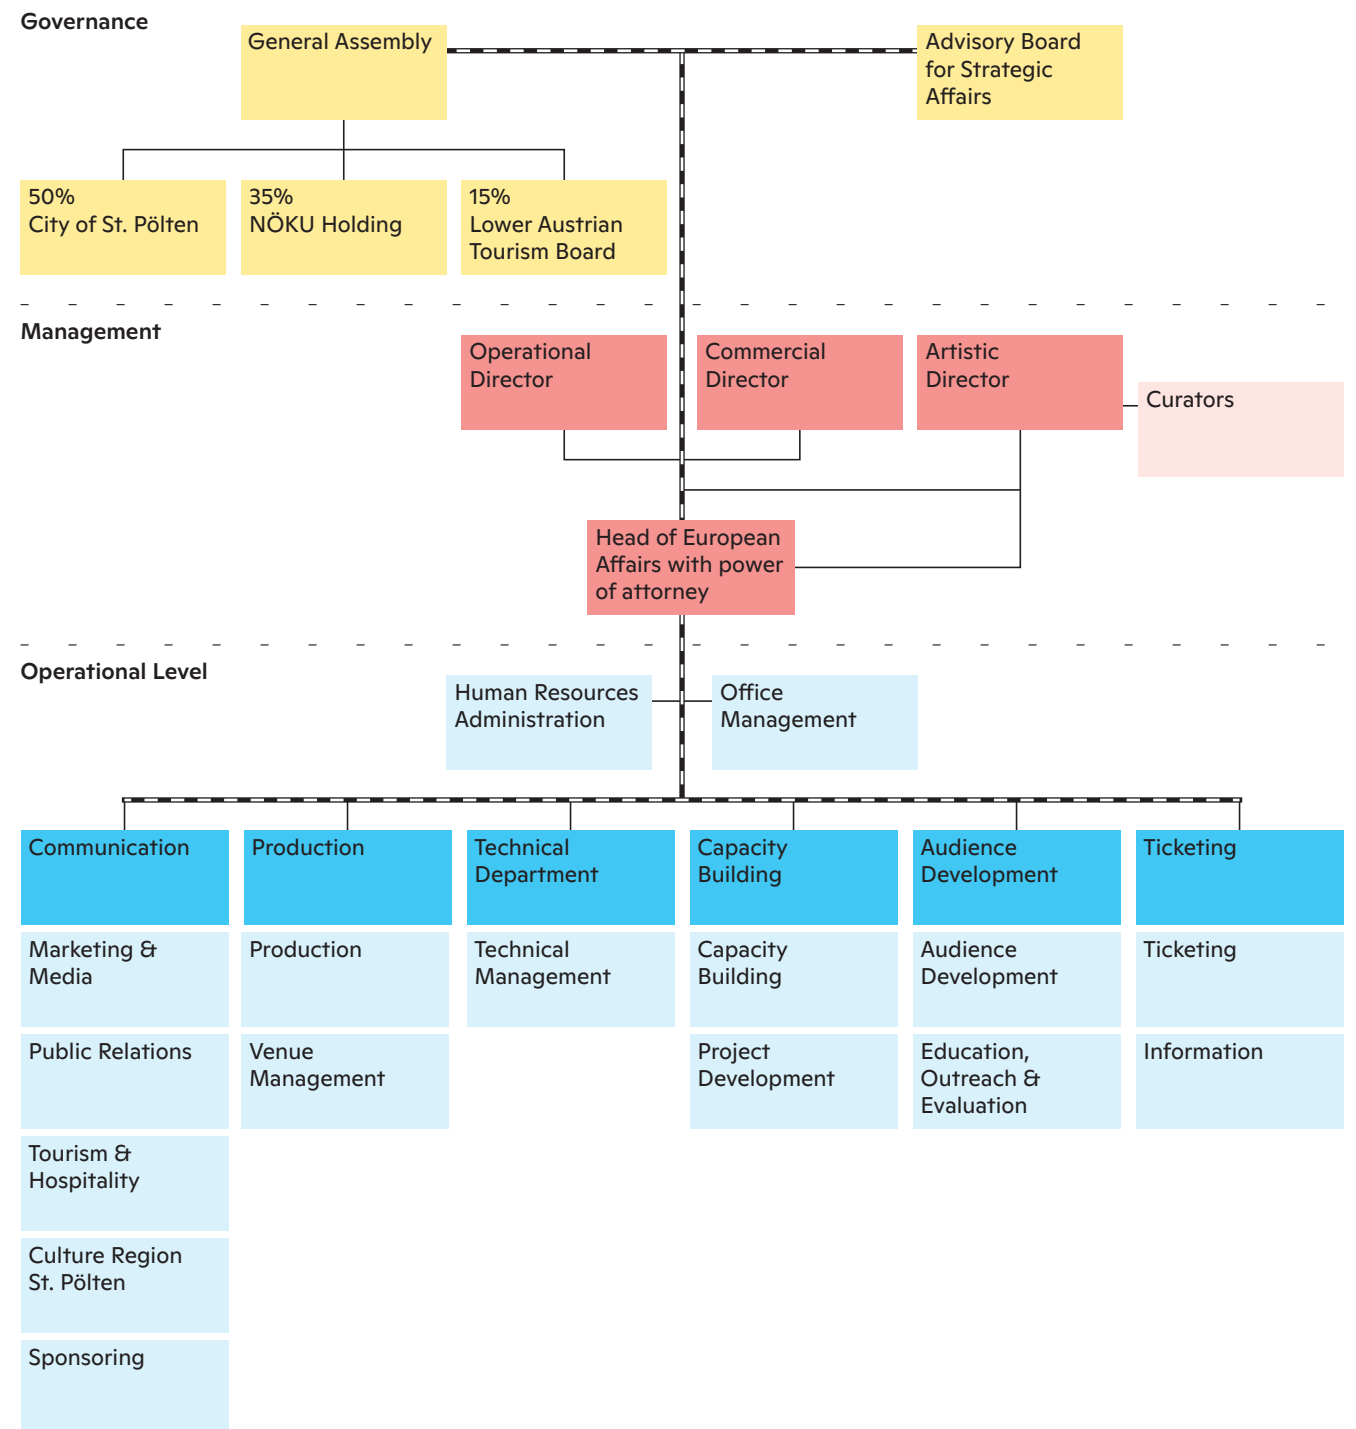 Governance
General Assembly
Advisory Board
for Strategic
Affairs
50%
City of St. Pölten
35%
NÖKU Holding
15%
Lower Austrian
Tourism Board
Management
Operational
Director
Commercial
Director
Artistic
Director
Curators
Head of European
Affairs with power
of attorney
Operational Level
Human Resources
Administration
Office
Management
Communication
Production
Technical
Department
Capacity
Building
Audience
Development
Ticketing
Marketing &
Media
Production
Technical
Management
Capacity
Building
Audience
Development
Ticketing
Public Relations
Venue
Management
Project
Development
Education,
Outreach &
Evaluation
Information
Tourism &
Hospitality
Culture Region
St. Pölten
Sponsoring